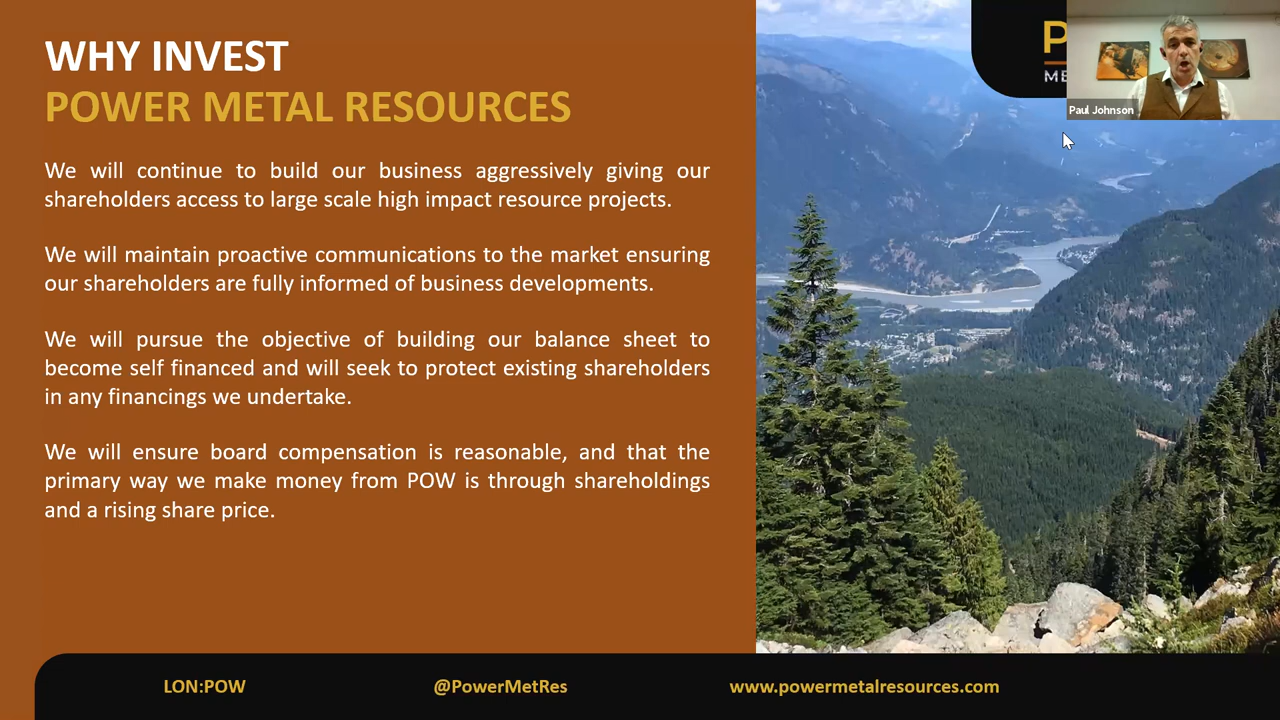 WHY INVEST
POWER METAL RESOURCES
We will continue to build our business aggressively giving our
shareholders access to large scale high impact resource projects.
We will maintain proactive communications to the market ensuring
our shareholders are fully informed of business developments.
We will pursue the objective of building our balance sheet to
become self financed and will seek to protect existing shareholders
in any financings we undertake.
We will ensure board compensation is reasonable, and that the
primary way we make money from POW is through shareholdings
and a rising share price.
P
ME
Paul Johnson
LON:POW
@PowerMetRes
www.powermetalresources.com